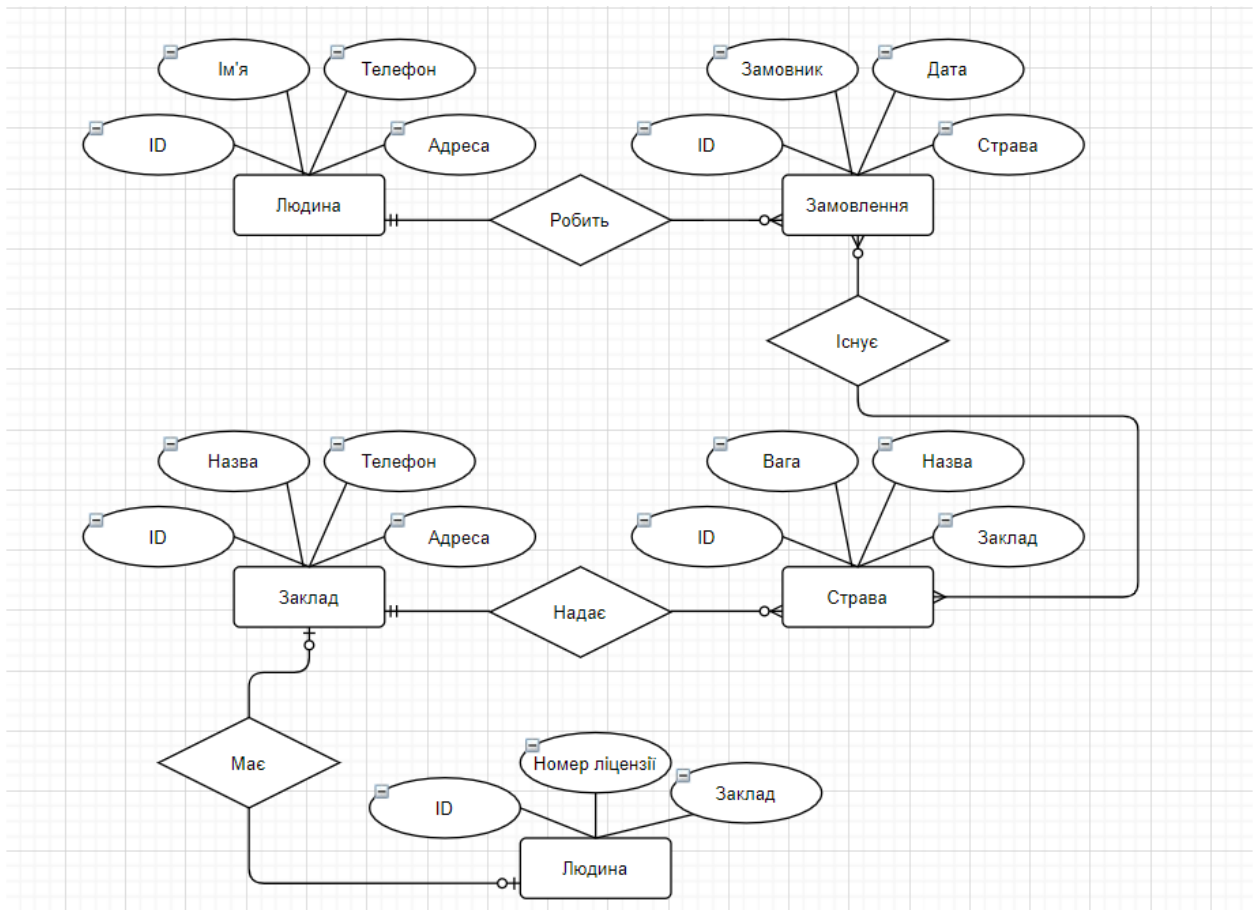 Ім'я
Телефон
Замовник
Дата
ID
Адреса
ID
Страва
Людина
Замовлення
Робить
Існує
Назва
Телефон
Вага
Назва
ID
Адреса
ID
Заклад
Заклад
Страва
Надає
Має
Номер ліцензії
Заклад
ID
Людина